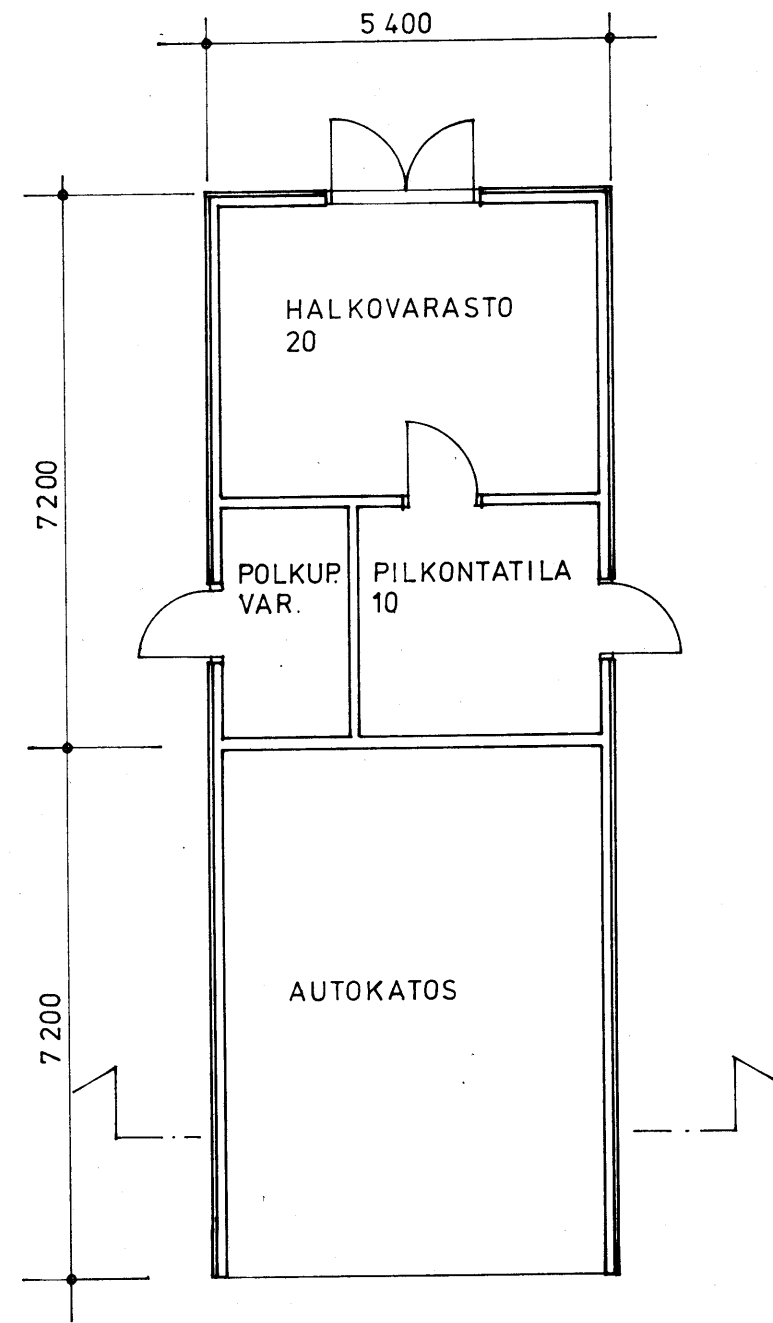 5 400
HALKOVARASTO
20
7 200
POLKUP.
VAR.
PILKONTATILA
10
AUTOKATOS
7 200